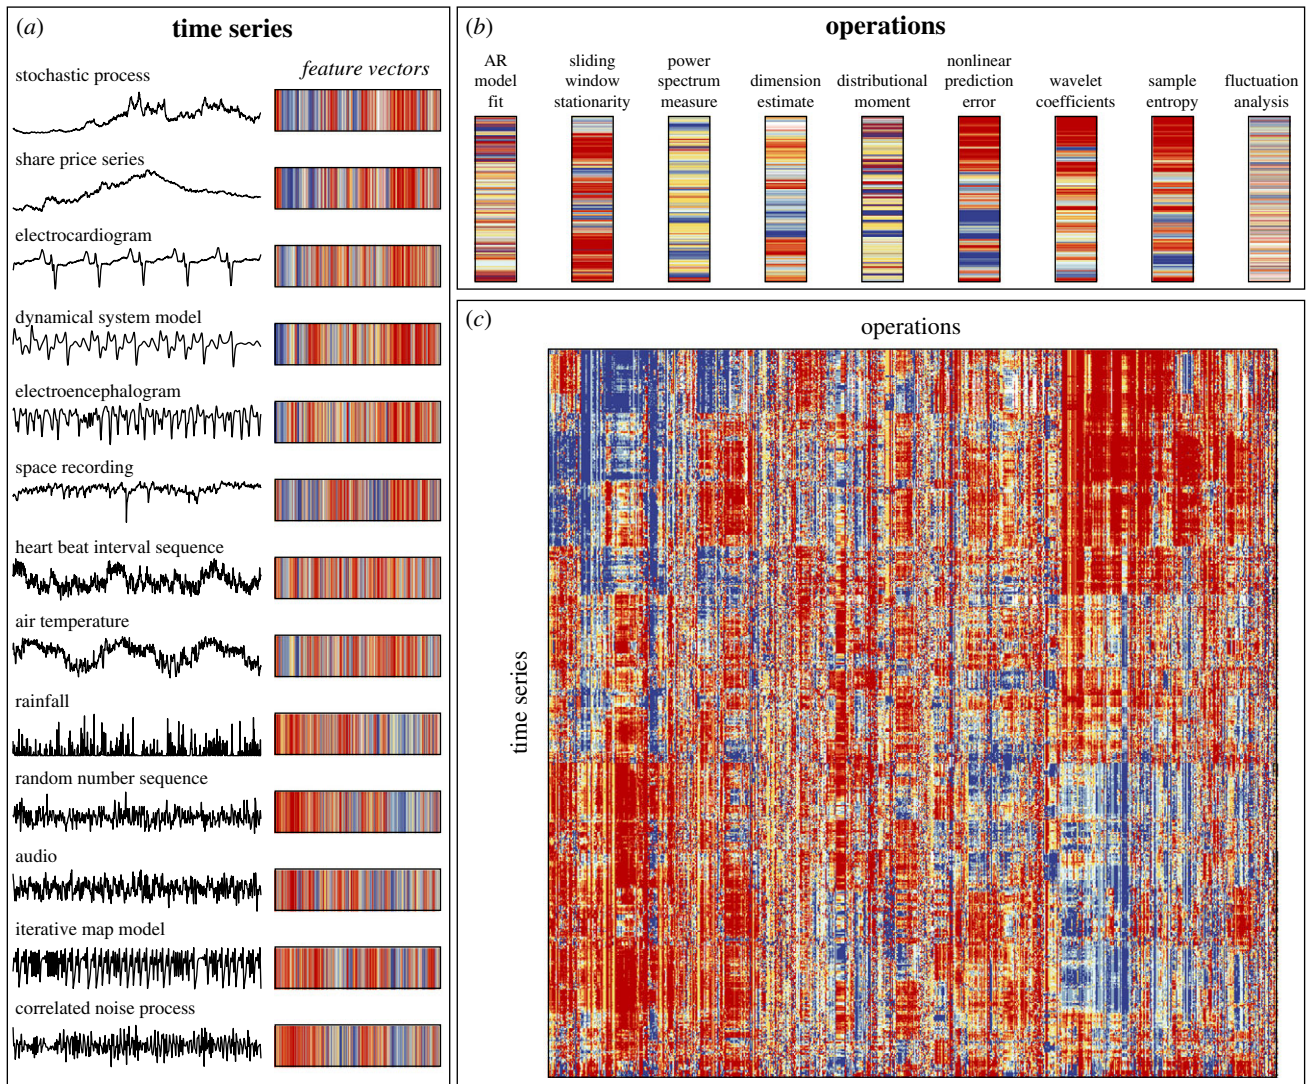 (a)
time series
feature vectors
stochastic process
share price series
electrocardiogram
dynamical system model
electroencephalogram
space recording
heart beat interval sequence
air temperature
rainfall
random number sequence
audio
iterative map model
correlated noise process
(b)
operations
AR
model
fit
sliding
window
stationarity
power
spectrum
measure
dimension
estimate
distributional
moment
nonlinear
prediction
error
wavelet
coefficients
sample
entropy
fluctuation
analysis
(c)
operations
time series